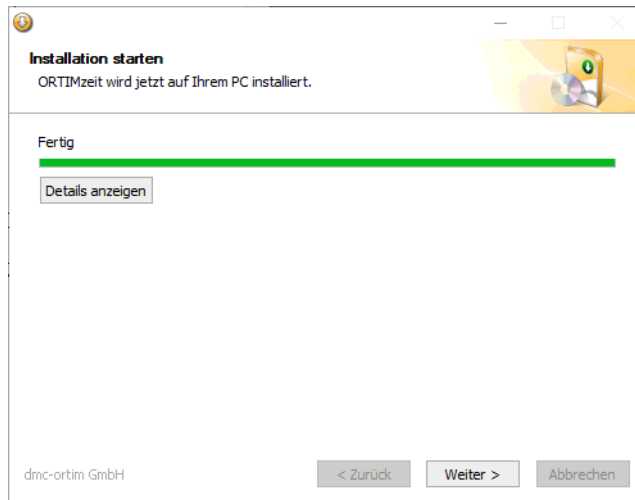 Installation starten
ORTIMzeit wird jetzt auf Ihrem PC installiert.
Fertig
Details anzeigen
dmc-ortim GmbH
< Zurück
Weiter >
Abbrechen